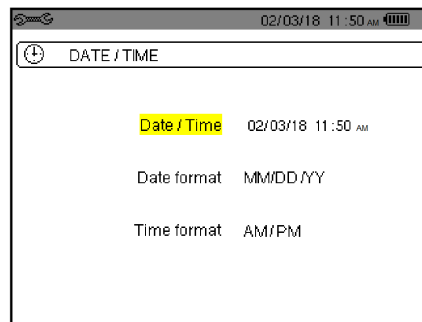 02/03/18 11:50 AM
DATE / TIME
Date / Time 02/03/18 11:50 AM
Date format MM/DD/YY
Time format AM/PM